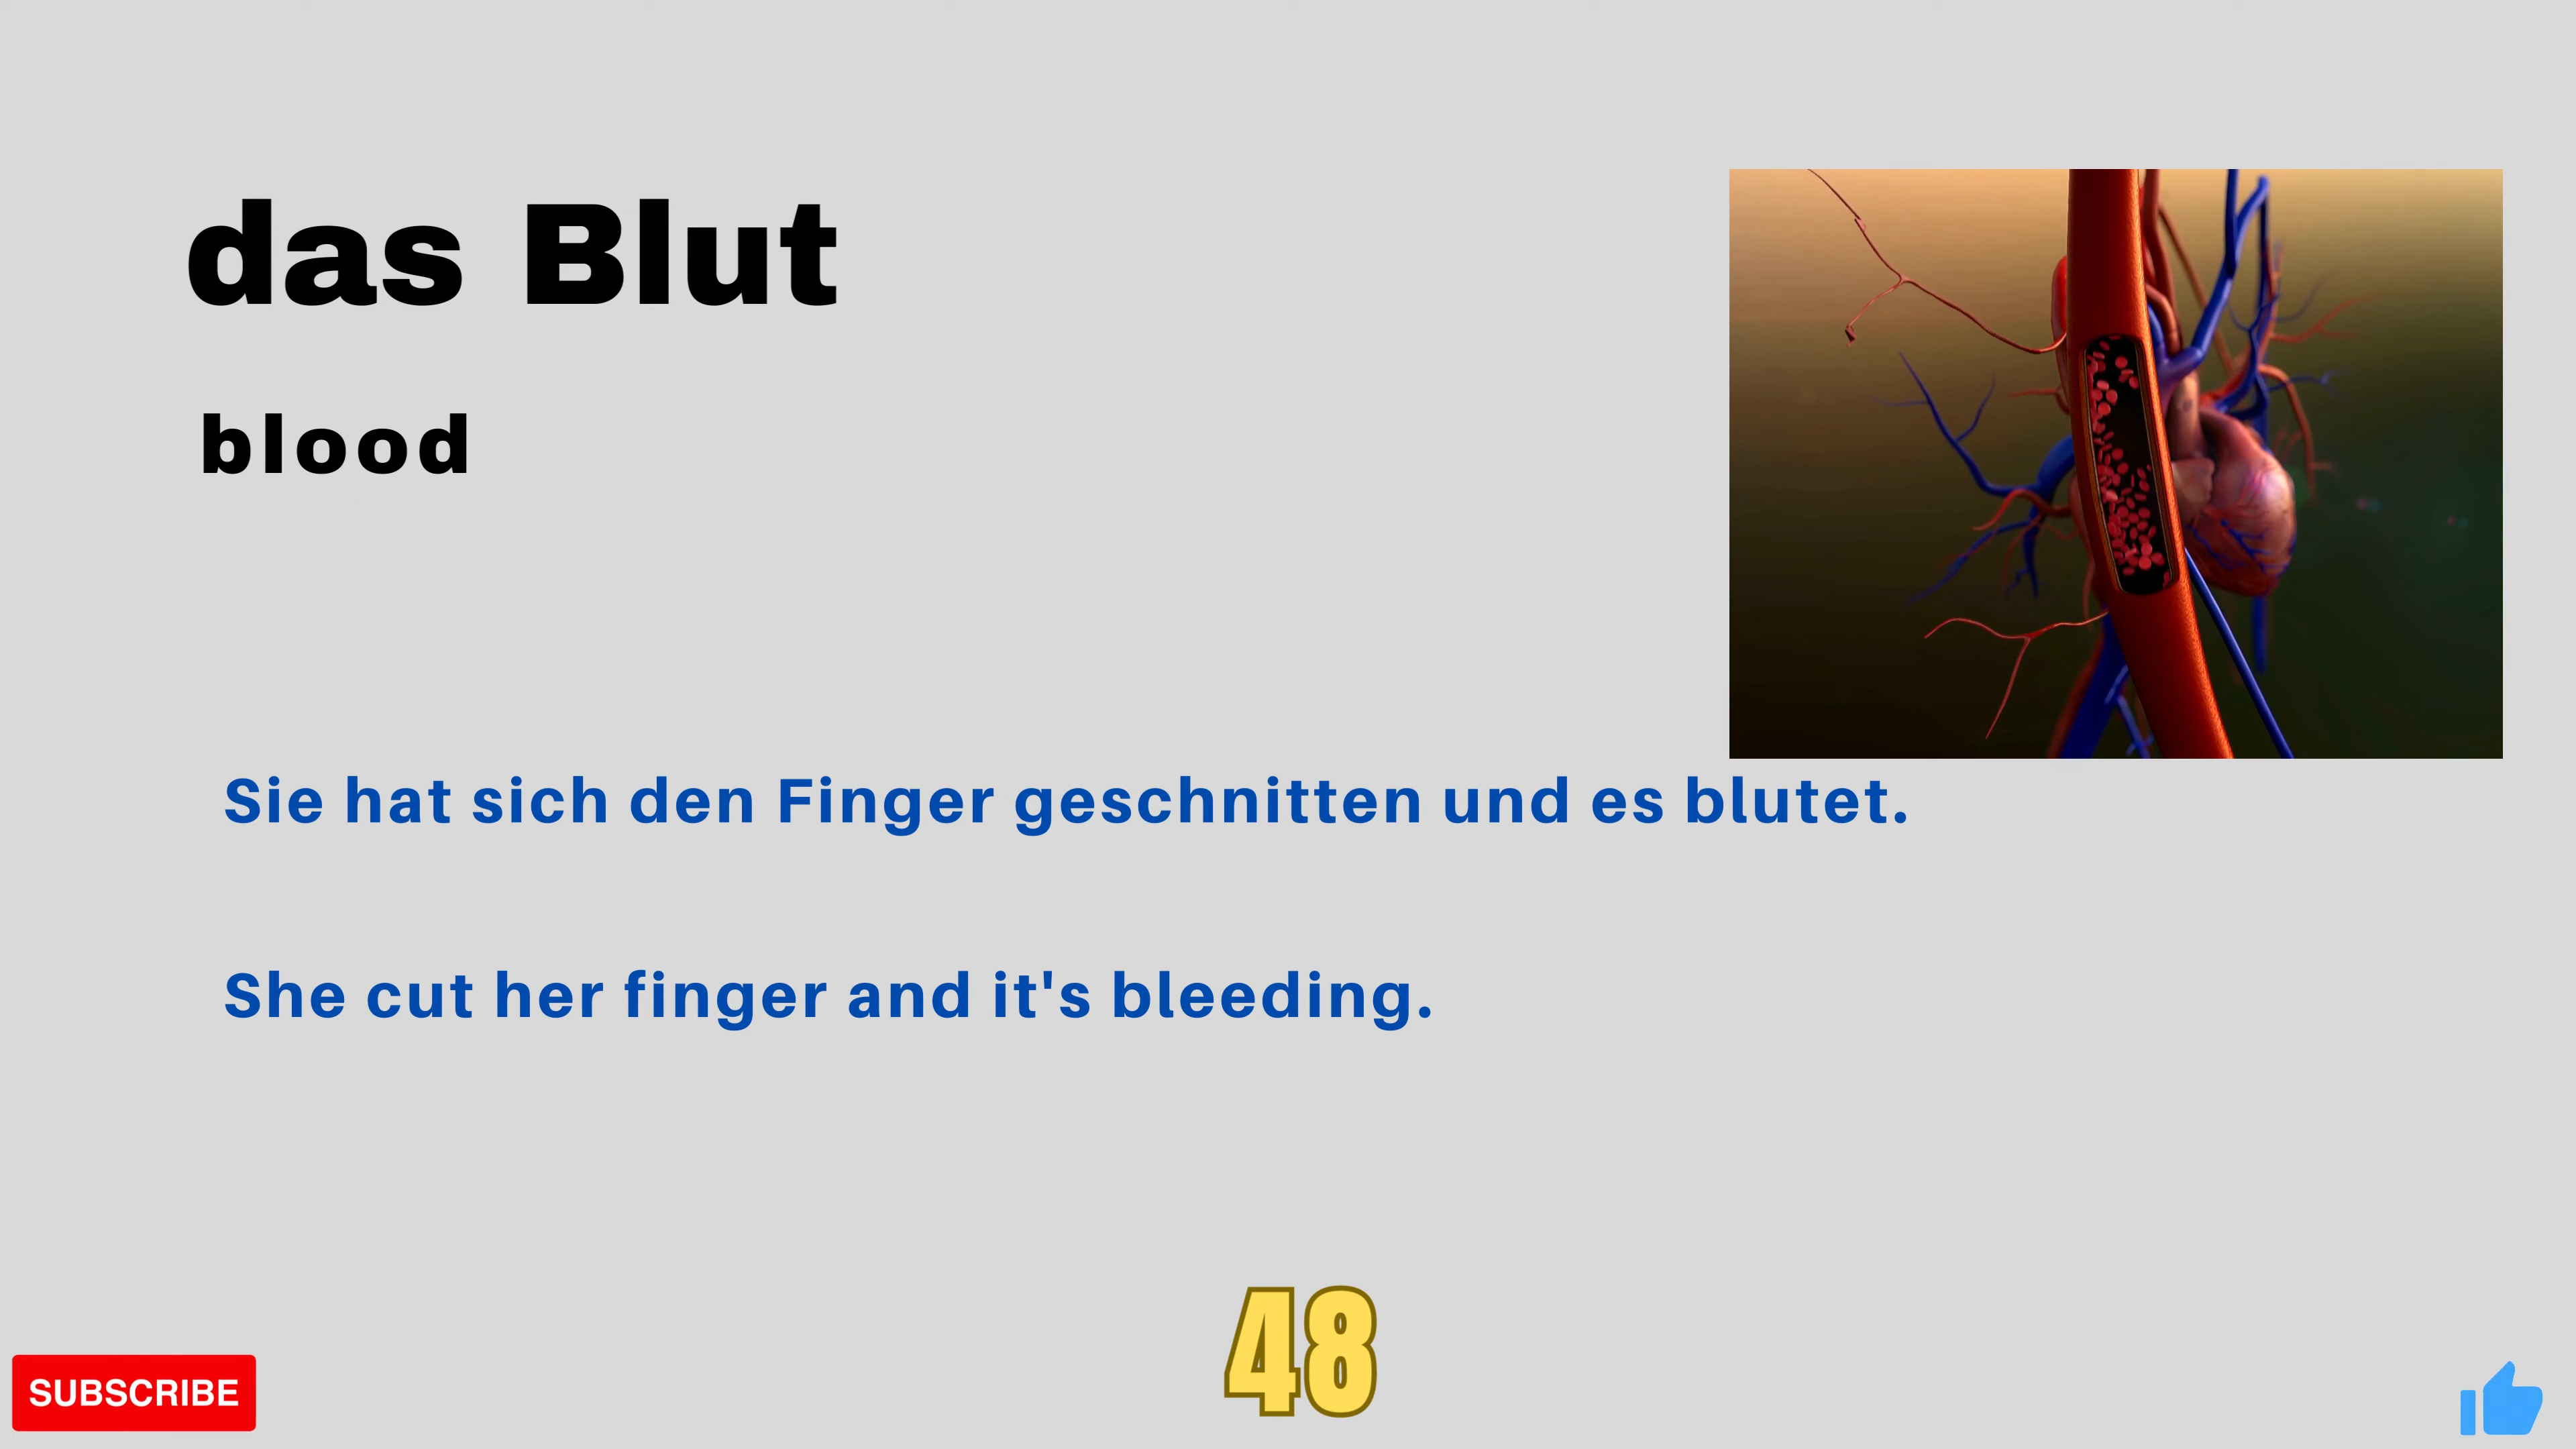 das Blut
blood
Sie hat sich den Finger geschnitten und es blutet.
She cut her finger and it's bleeding.
48
SUBSCRIBE